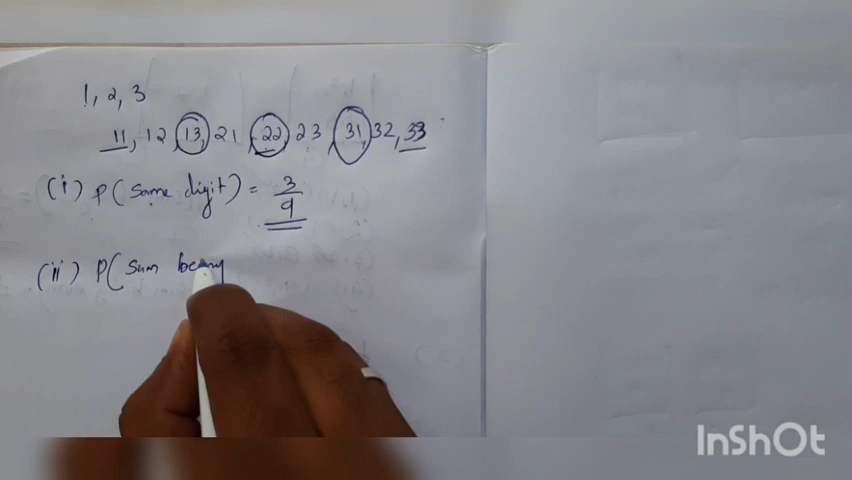 1, 2, 3
11, 12, 13, 21, 22, 23, 31, 32, 33
(i) P(same digit) = 3/9
(ii) P(sum being
InShOt